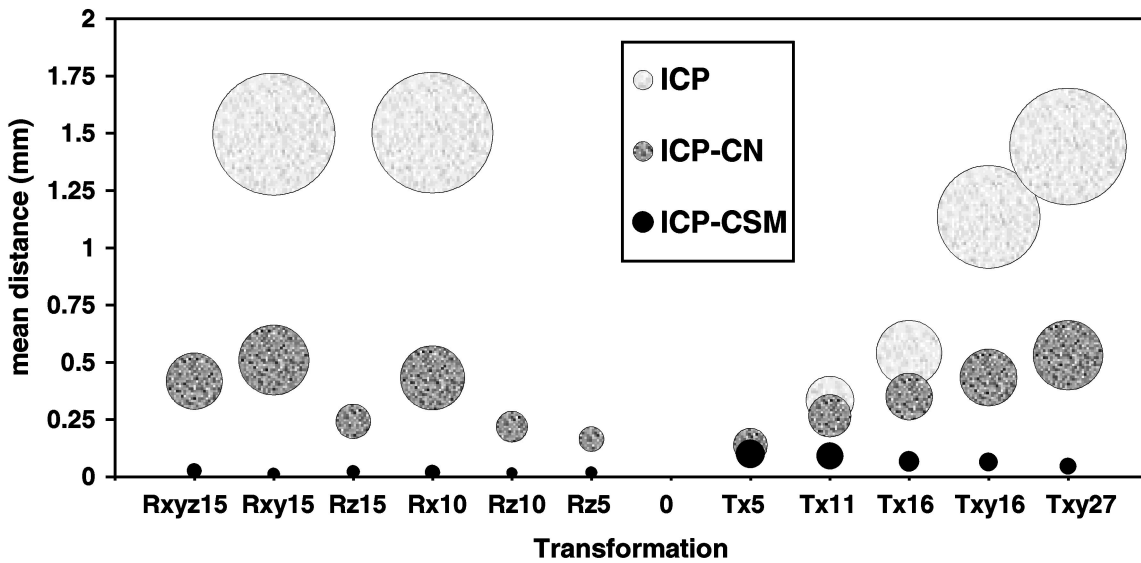 2
1.75
1.5
1.25
1
0.75
0.5
0.25
0
mean distance (mm)
ICP
ICP-CN
ICP-CSM
Rxyz15 Rxy15 Rz15 Rx10 Rz10 Rz5 0 Tx5 Tx11 Tx16 Txy16 Txy27
Transformation